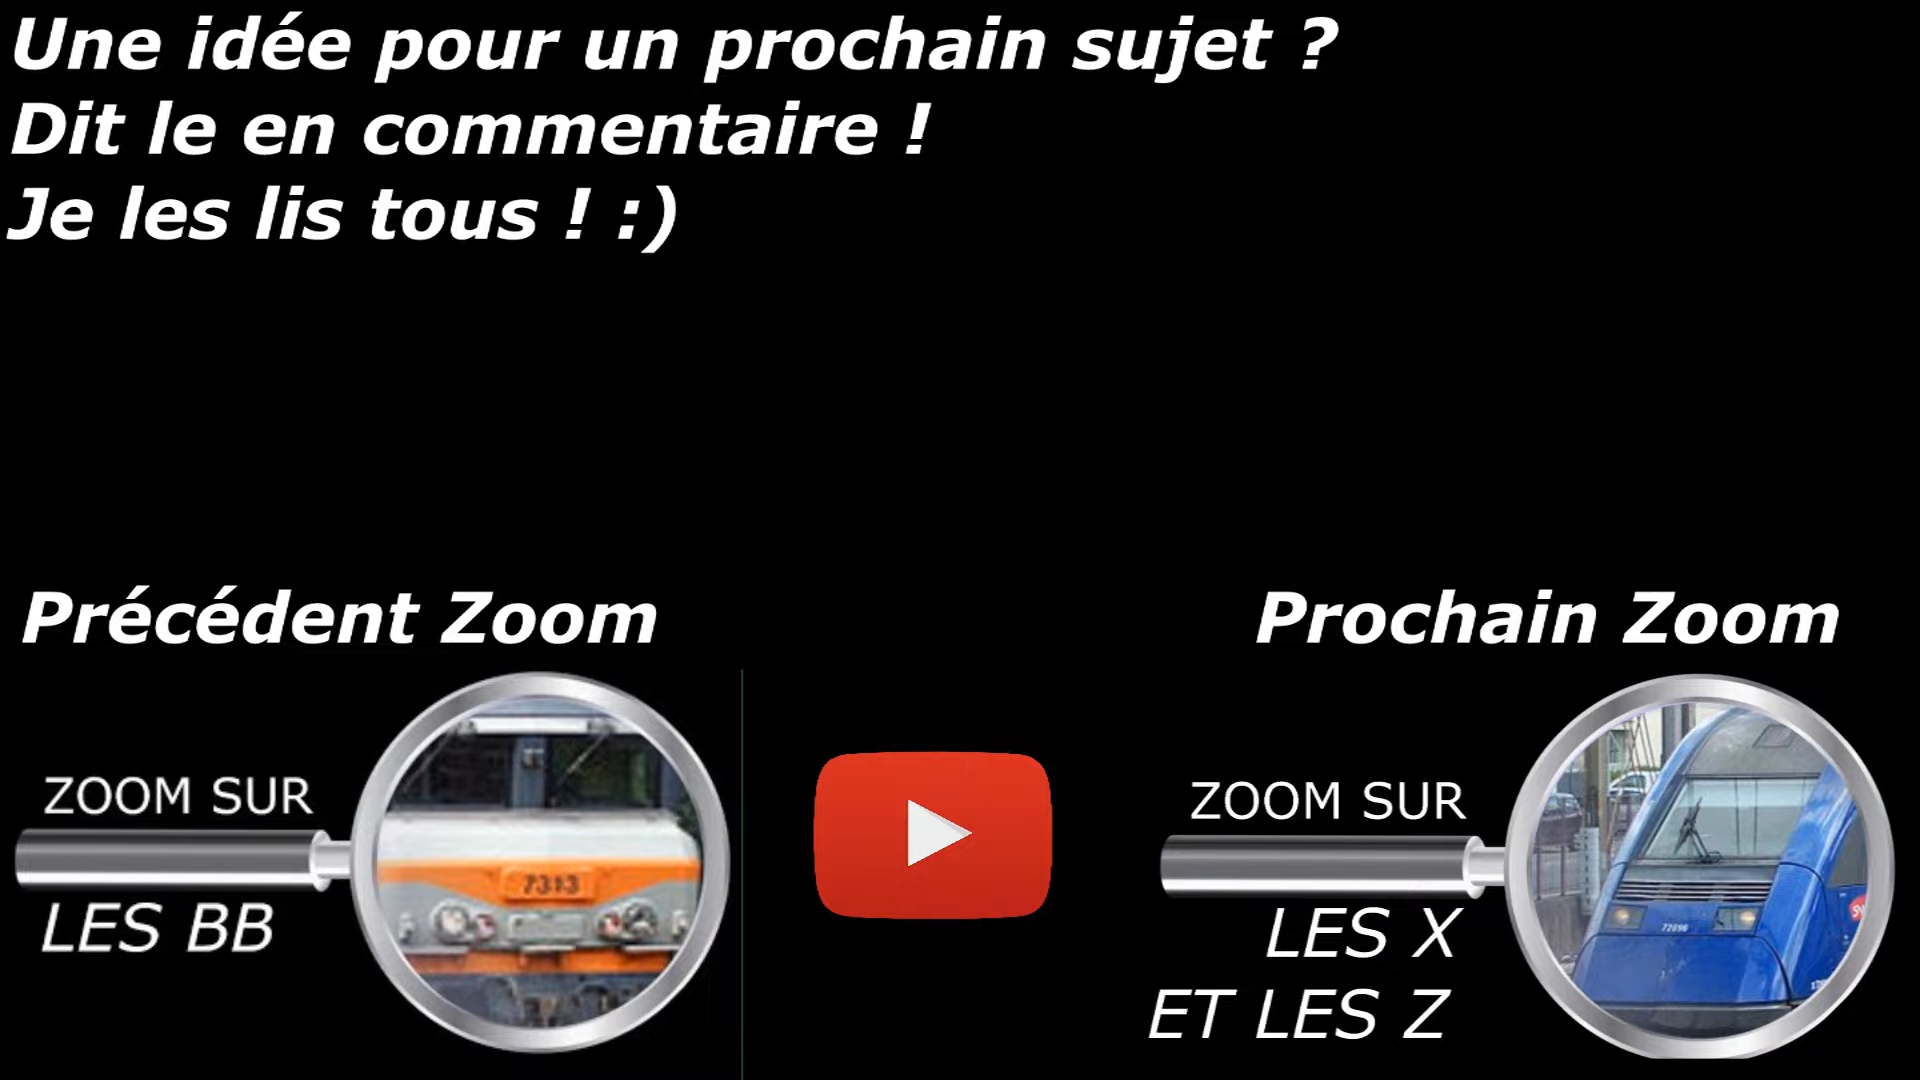 Une idée pour un prochain sujet ?
Dit le en commentaire !
Je les lis tous ! :)
Précédent Zoom
Prochain Zoom
ZOOM SUR
LES BB
7313
ZOOM SUR
LES X
ET LES Z